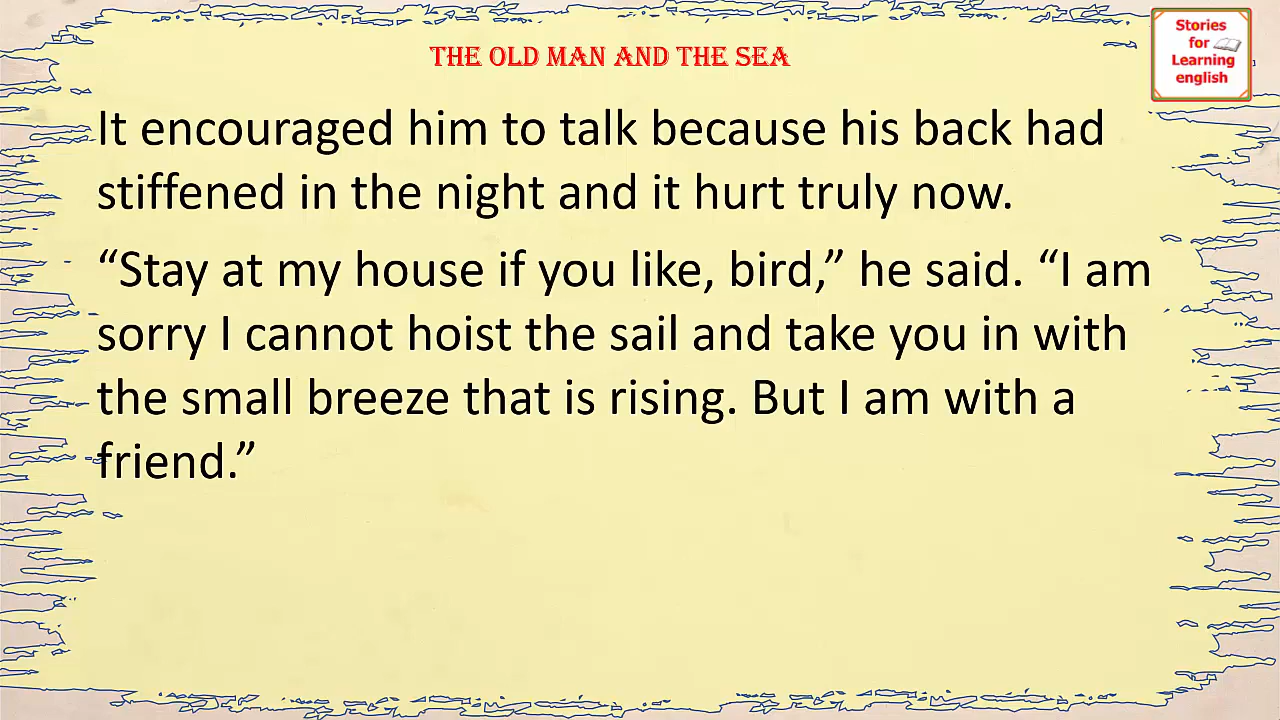 THE OLD MAN AND THE SEA
Stories
for
Learning
english
It encouraged him to talk because his back had
stiffened in the night and it hurt truly now.
“Stay at my house if you like, bird,” he said. “I am
sorry I cannot hoist the sail and take you in with
the small breeze that is rising. But I am with a
friend.”